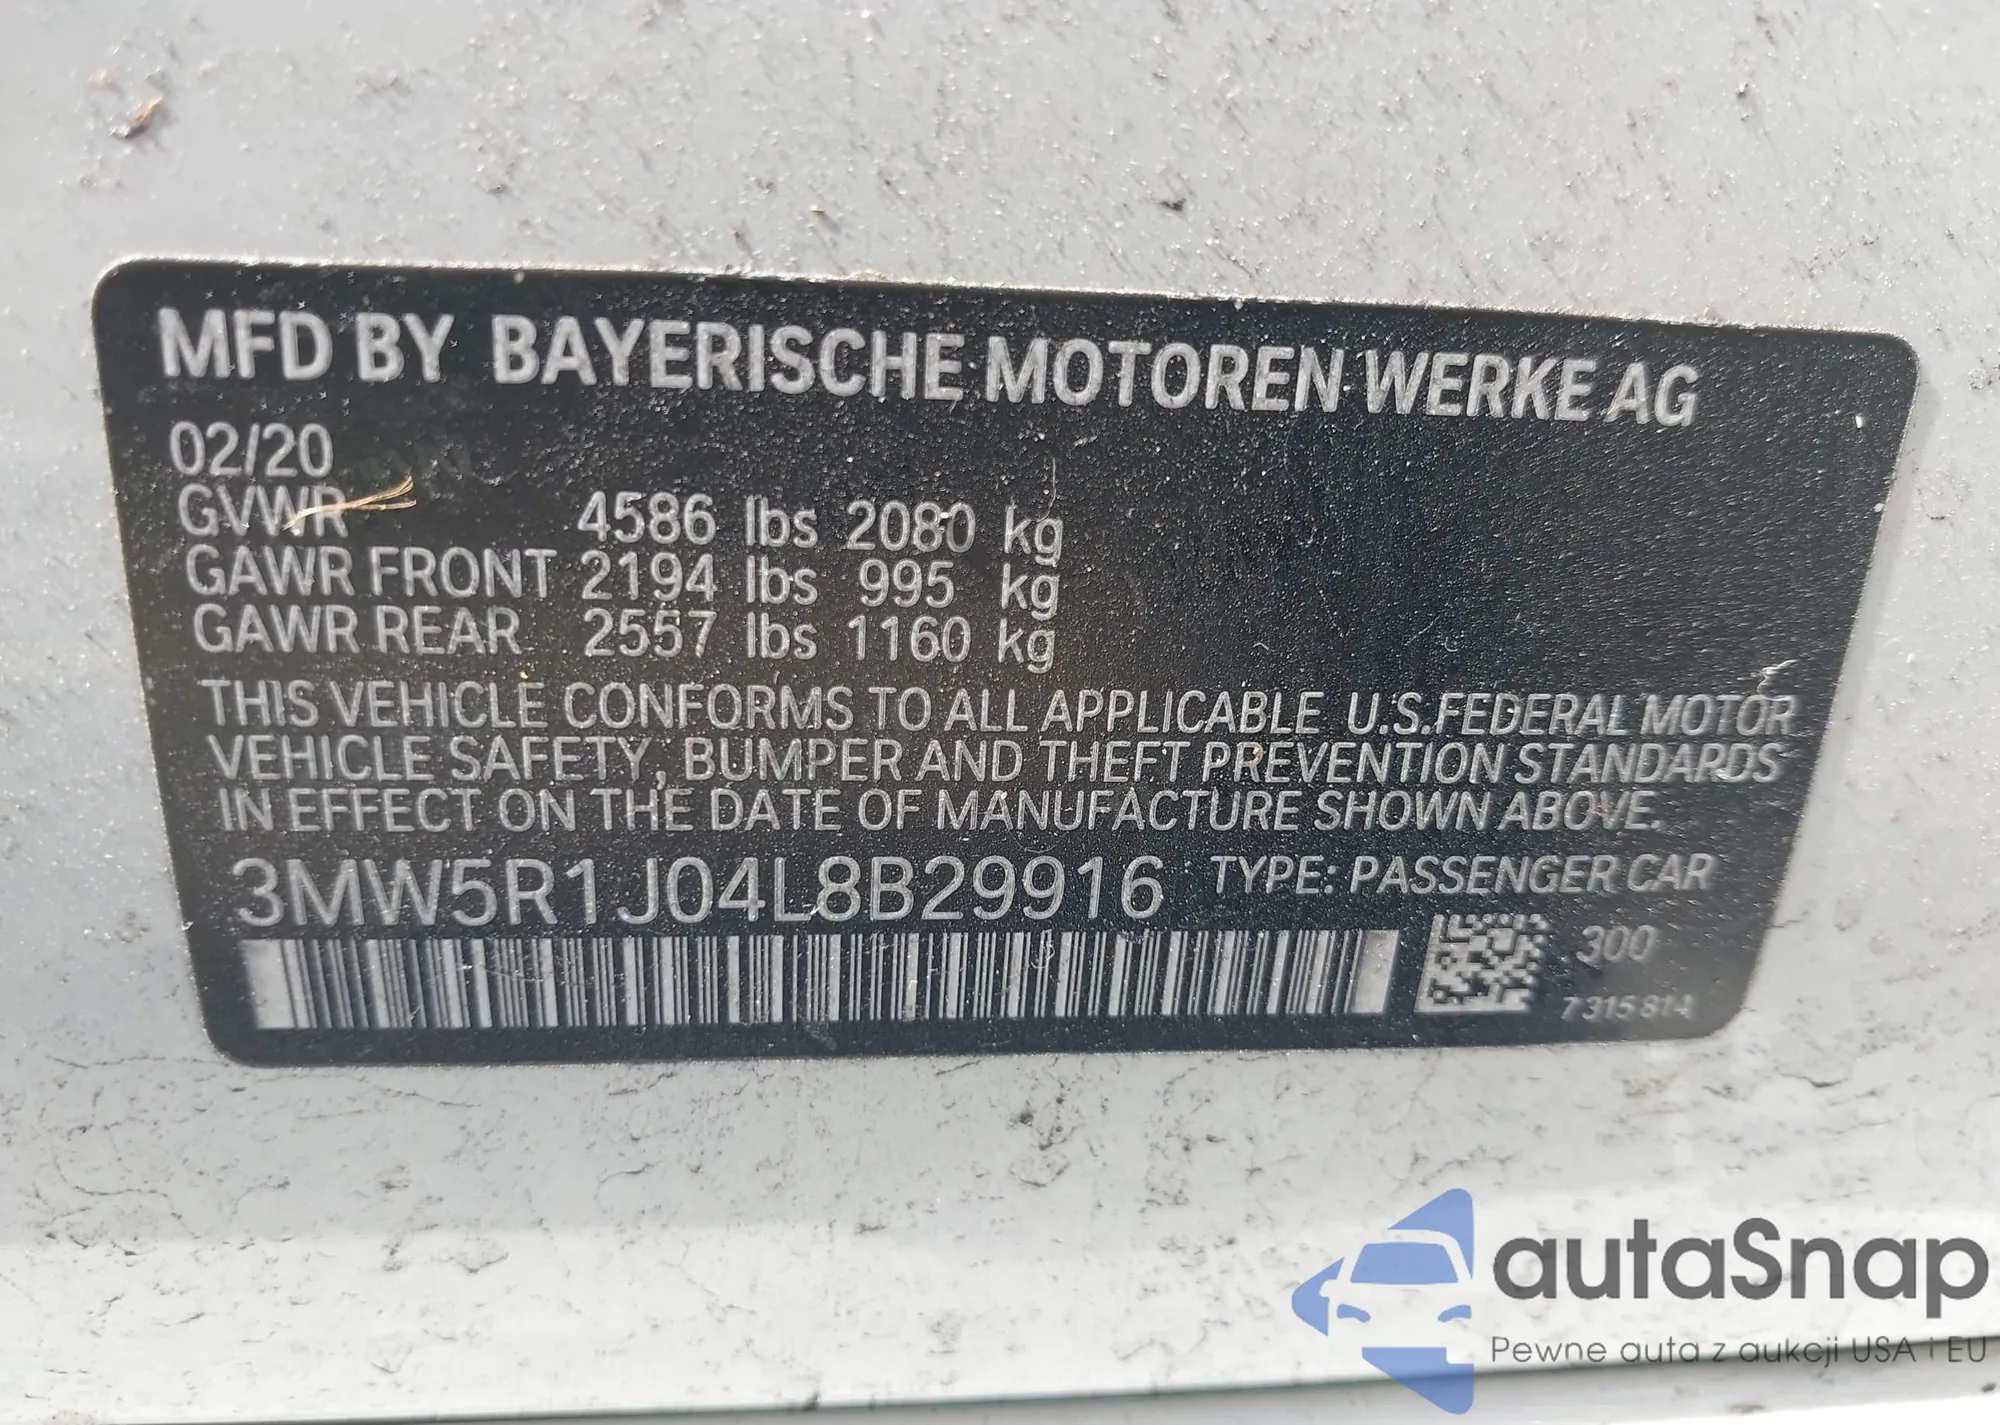 MFD BY BAYERISCHE MOTOREN WERKE AG
02/20
GVWR 4586 lbs 2080 kg
GAWR FRONT 2194 lbs 995 kg
GAWR REAR 2557 lbs 1160 kg
THIS VEHICLE CONFORMS TO ALL APPLICABLE U.S.FEDERAL MOTOR
VEHICLE SAFETY, BUMPER AND THEFT PREVENTION STANDARDS
IN EFFECT ON THE DATE OF MANUFACTURE SHOWN ABOVE.
3MW5R1J04L8B29916 TYPE: PASSENGER CAR
300
7315814
autaSnap
Pewne auta z aukcji USA i EU